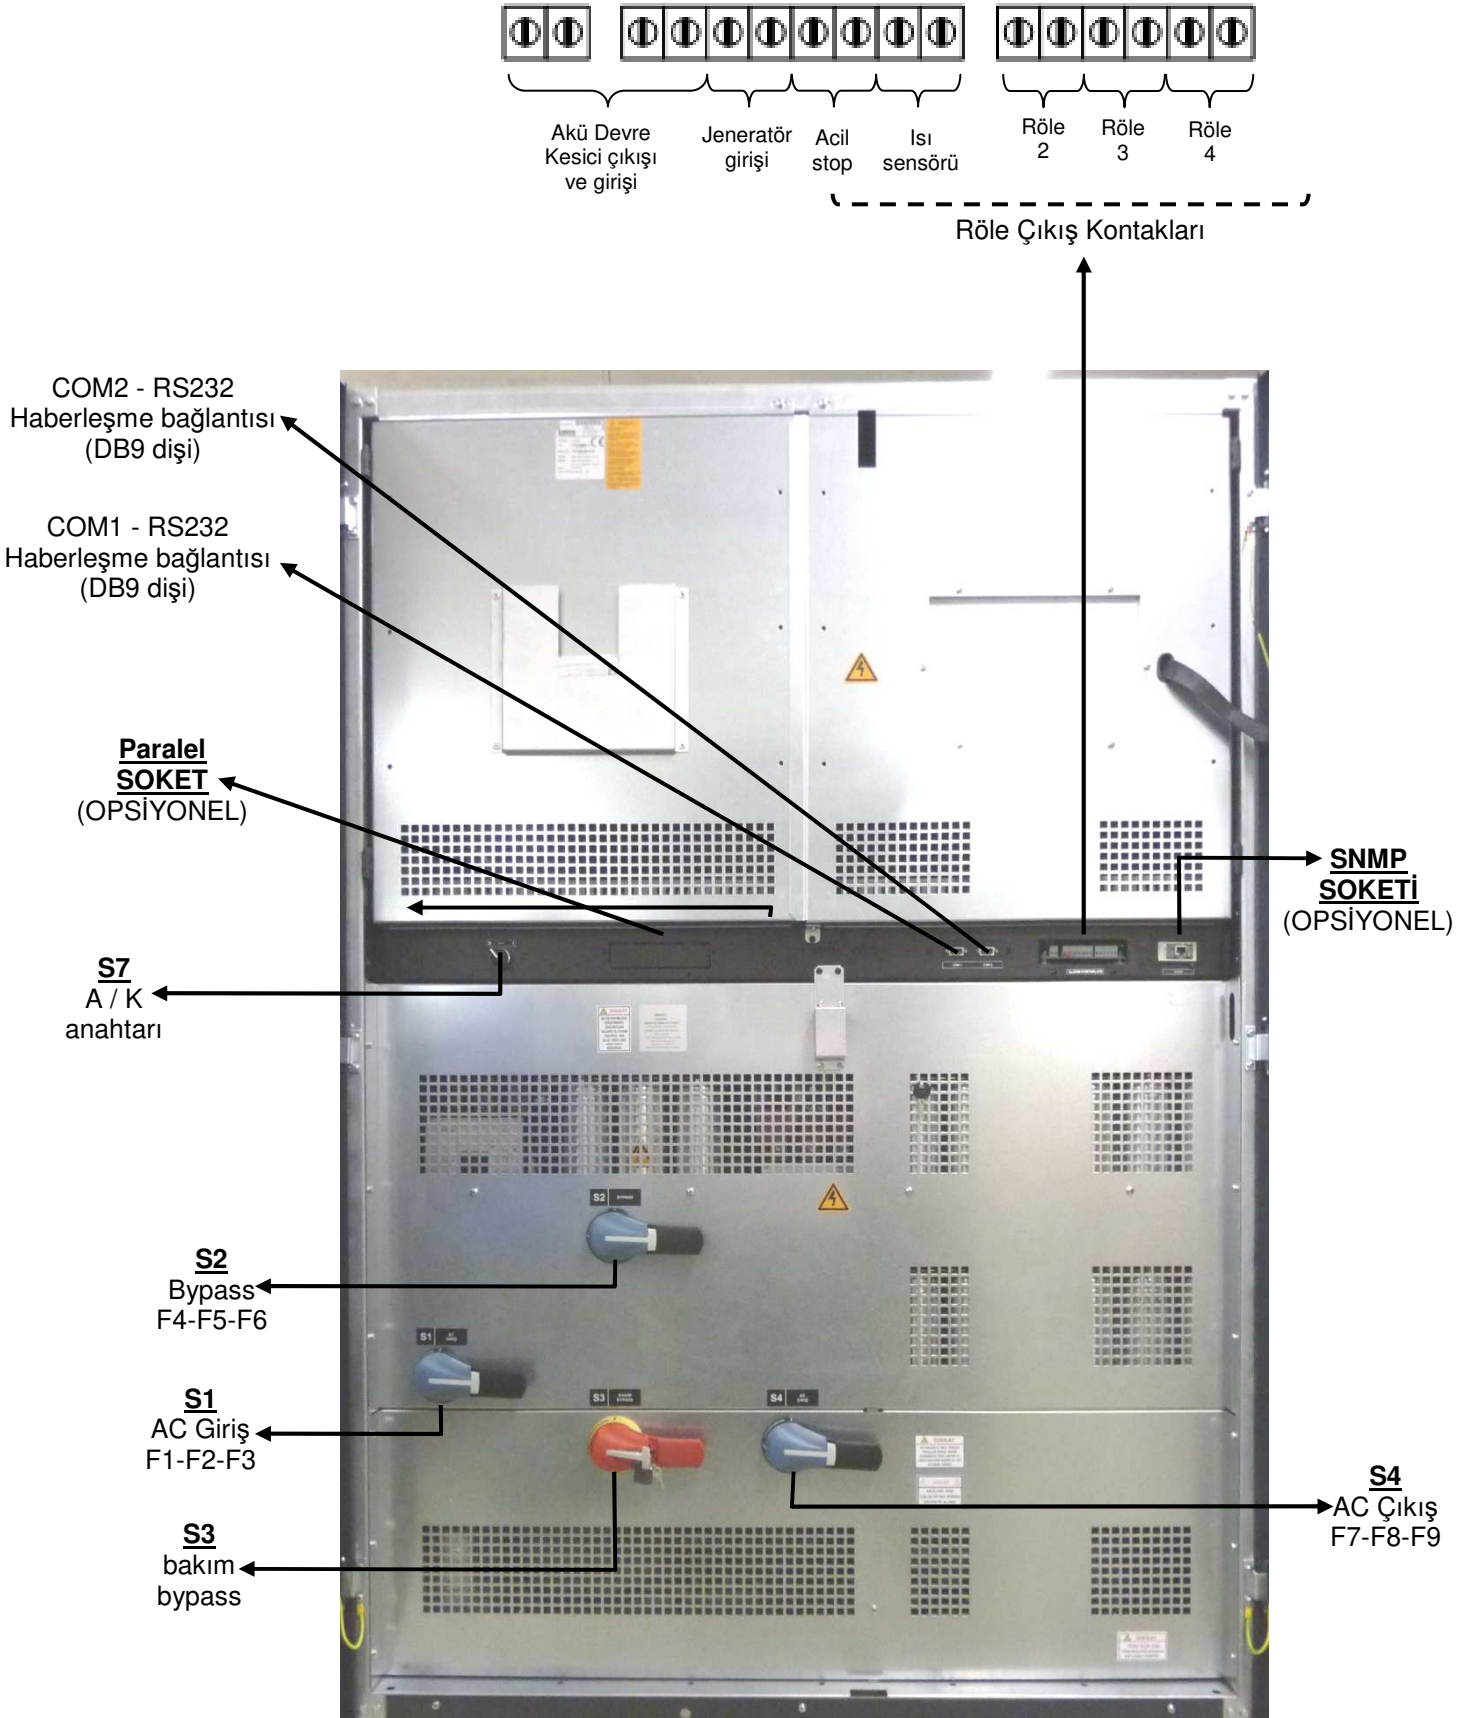 Akü Devre
Kesici çıkışı
ve girişi
Jeneratör
girişi
Acil
stop
Isı
sensörü
Röle
2
Röle
3
Röle
4
Röle Çıkış Kontakları
COM2 - RS232
Haberleşme bağlantısı
(DB9 dişi)
COM1 - RS232
Haberleşme bağlantısı
(DB9 dişi)
Paralel
SOKET
(OPSİYONEL)
SNMP
SOKETİ
(OPSİYONEL)
S7
A / K
anahtarı
S2 BYPASS
S2
Bypass
F4-F5-F6
S1
S1
AC Giriş
F1-F2-F3
S3 BAKIM
BYPASS
S4
S4
AC Çıkış
F7-F8-F9
S3
bakım
bypass